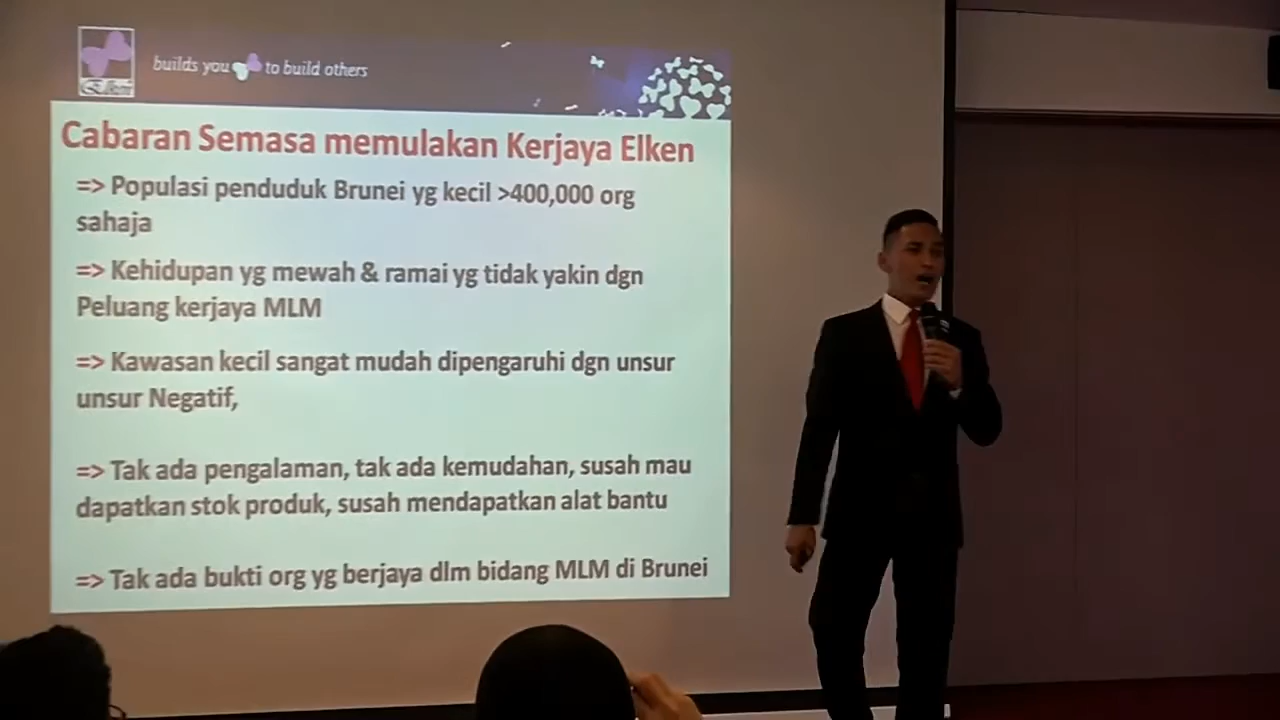 Elken
builds you to build others
Cabaran Semasa memulakan Kerjaya Elken
=> Populasi penduduk Brunei yg kecil >400,000 org
sahaja
=> Kehidupan yg mewah & ramai yg tidak yakin dgn
Peluang kerjaya MLM
=> Kawasan kecil sangat mudah dipengaruhi dgn unsur
unsur Negatif,
=> Tak ada pengalaman, tak ada kemudahan, susah mau
dapatkan stok produk, susah mendapatkan alat bantu
=> Tak ada bukti org yg berjaya dlm bidang MLM di Brunei